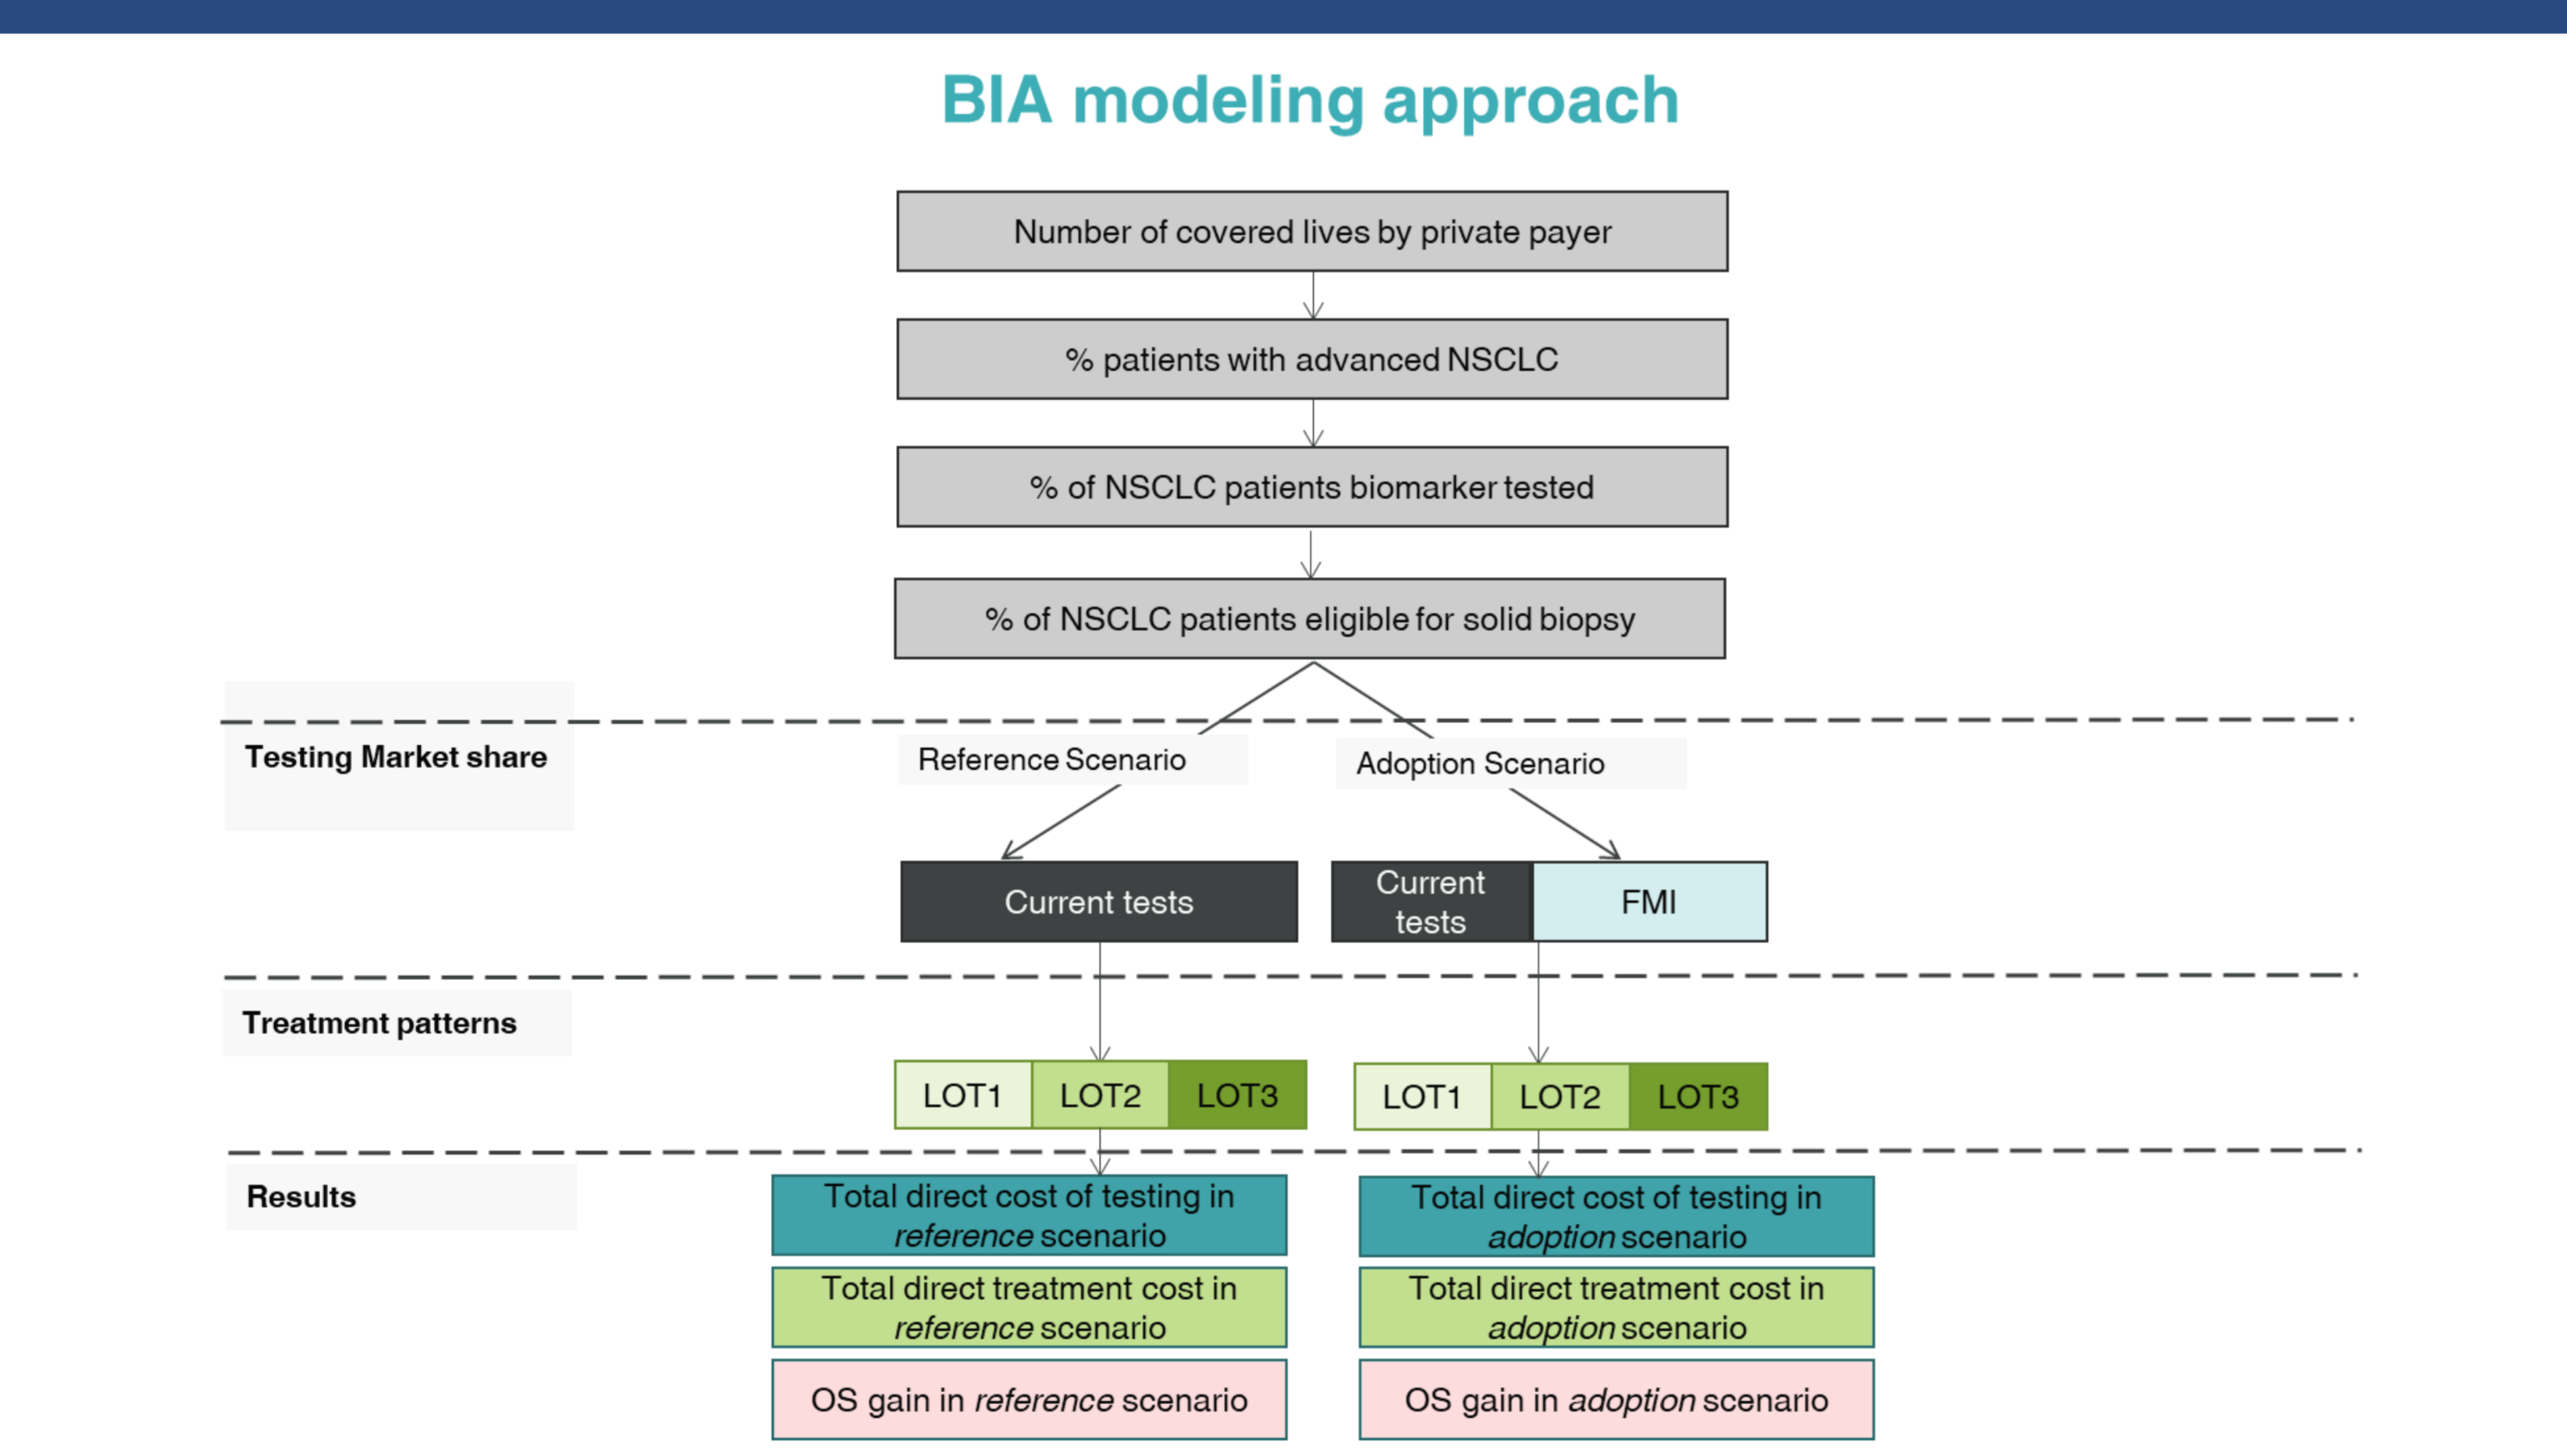 BIA modeling approach
Number of covered lives by private payer
% patients with advanced NSCLC
% of NSCLC patients biomarker tested
% of NSCLC patients eligible for solid biopsy
Testing Market share
Reference Scenario
Adoption Scenario
Current tests
Current
tests
FMI
Treatment patterns
LOT1 LOT2 LOT3
LOT1 LOT2 LOT3
Results
Total direct cost of testing in
reference scenario
Total direct cost of testing in
adoption scenario
Total direct treatment cost in
reference scenario
Total direct treatment cost in
adoption scenario
OS gain in reference scenario
OS gain in adoption scenario